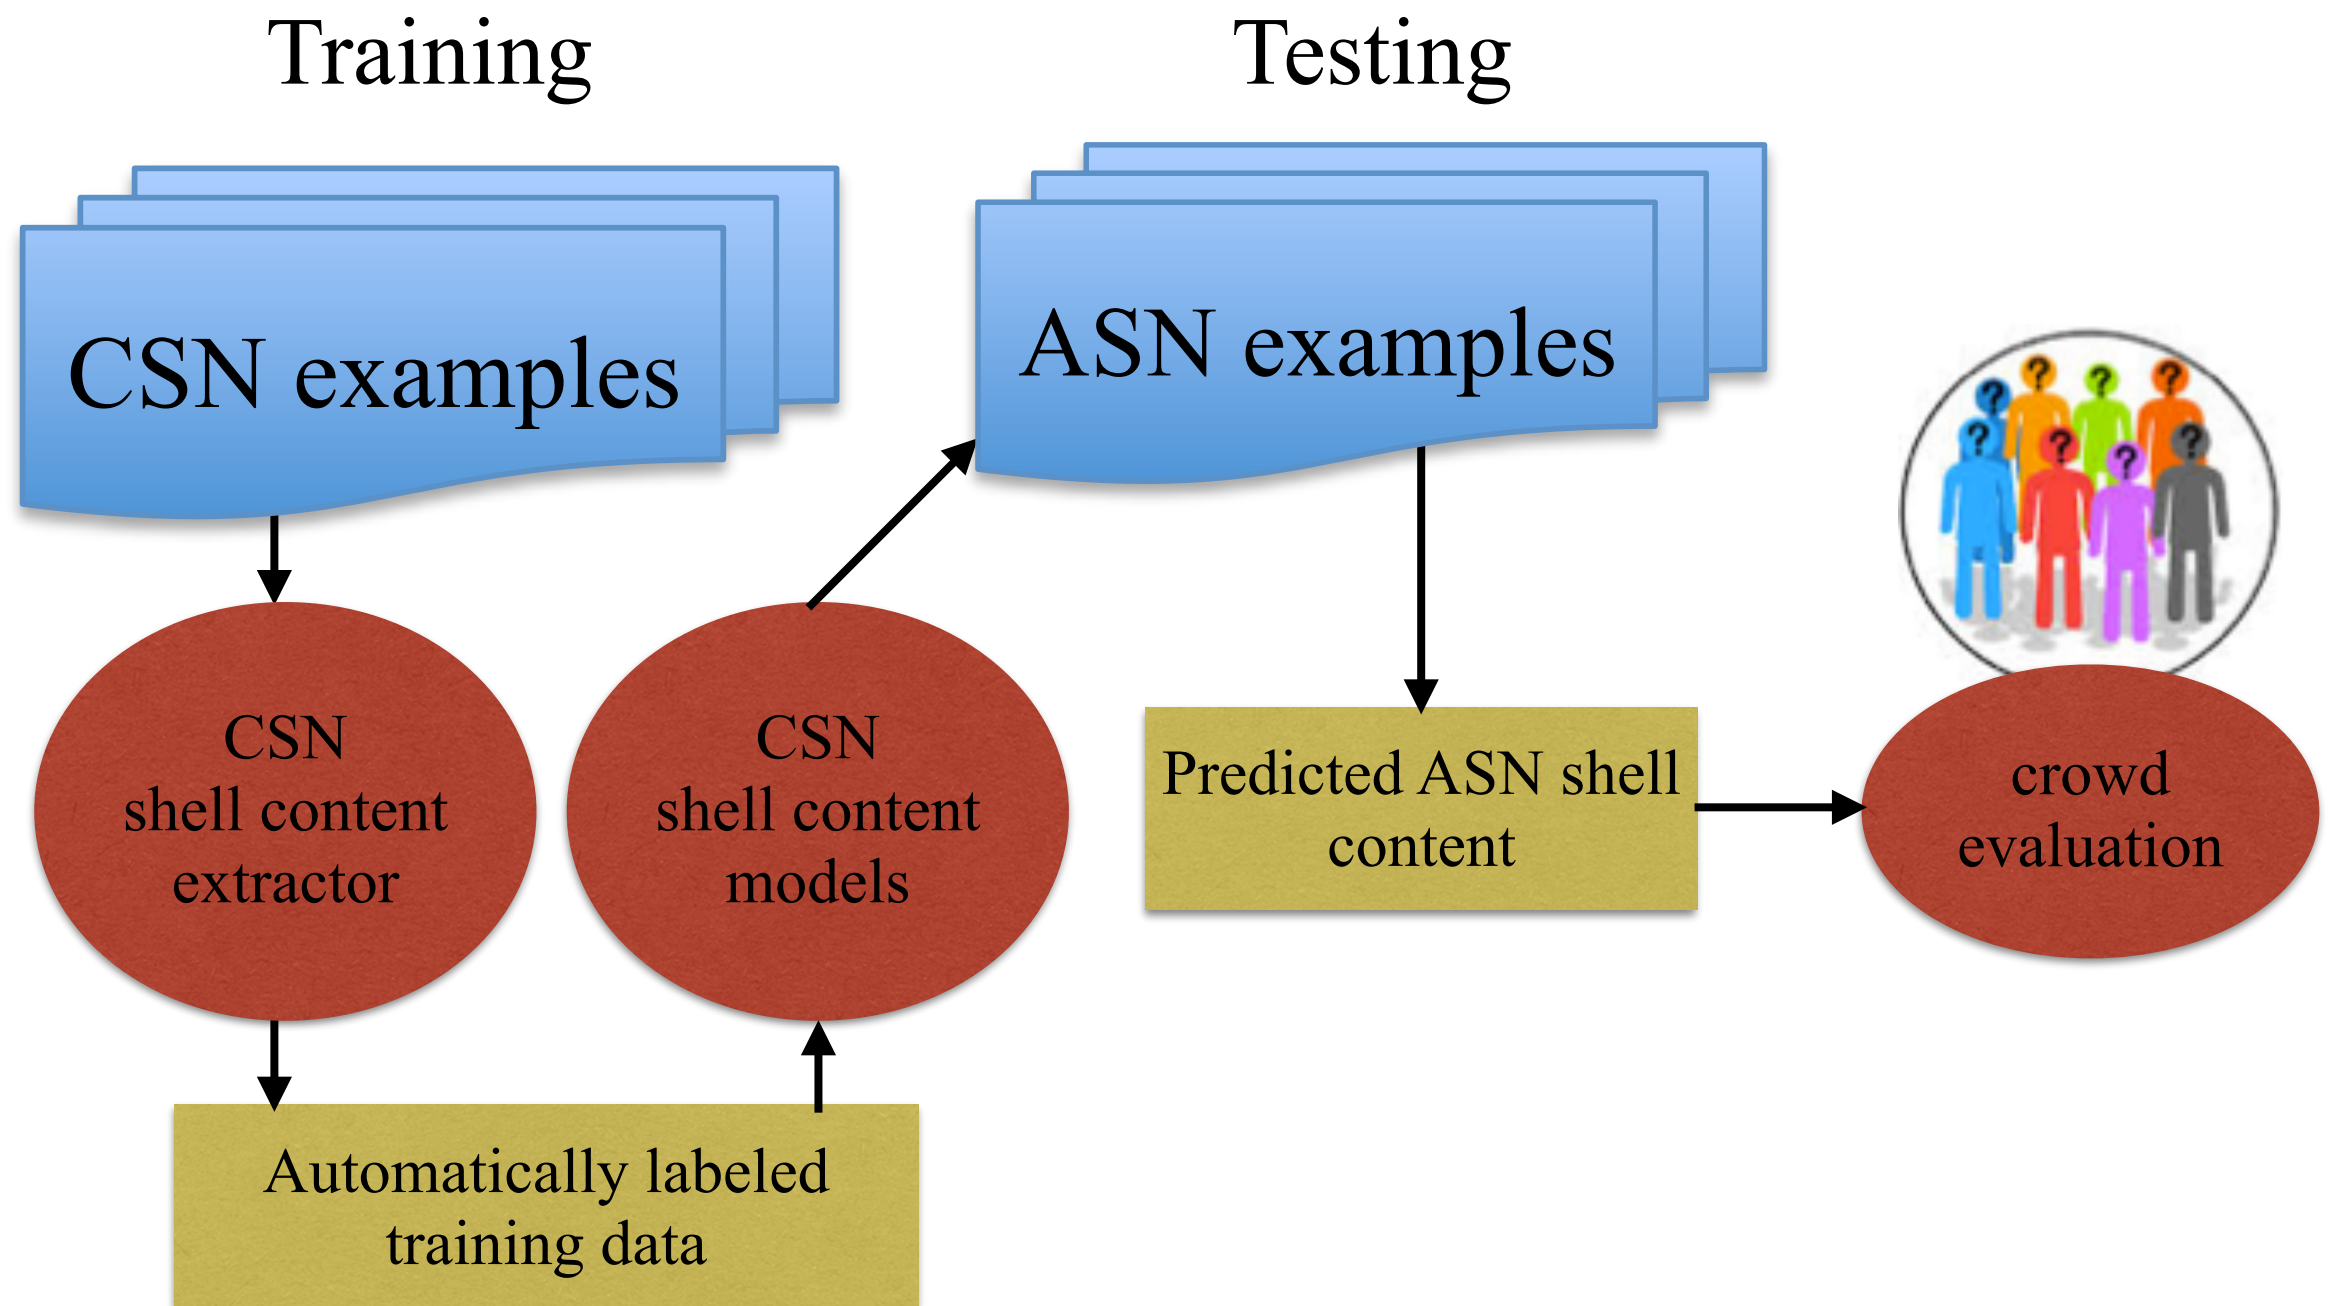 Training
Testing
CSN examples
ASN examples
CSN
shell content
extractor
CSN
shell content
models
Predicted ASN shell
content
crowd
evaluation
Automatically labeled
training data
? ? ? ? ? ? ? ?